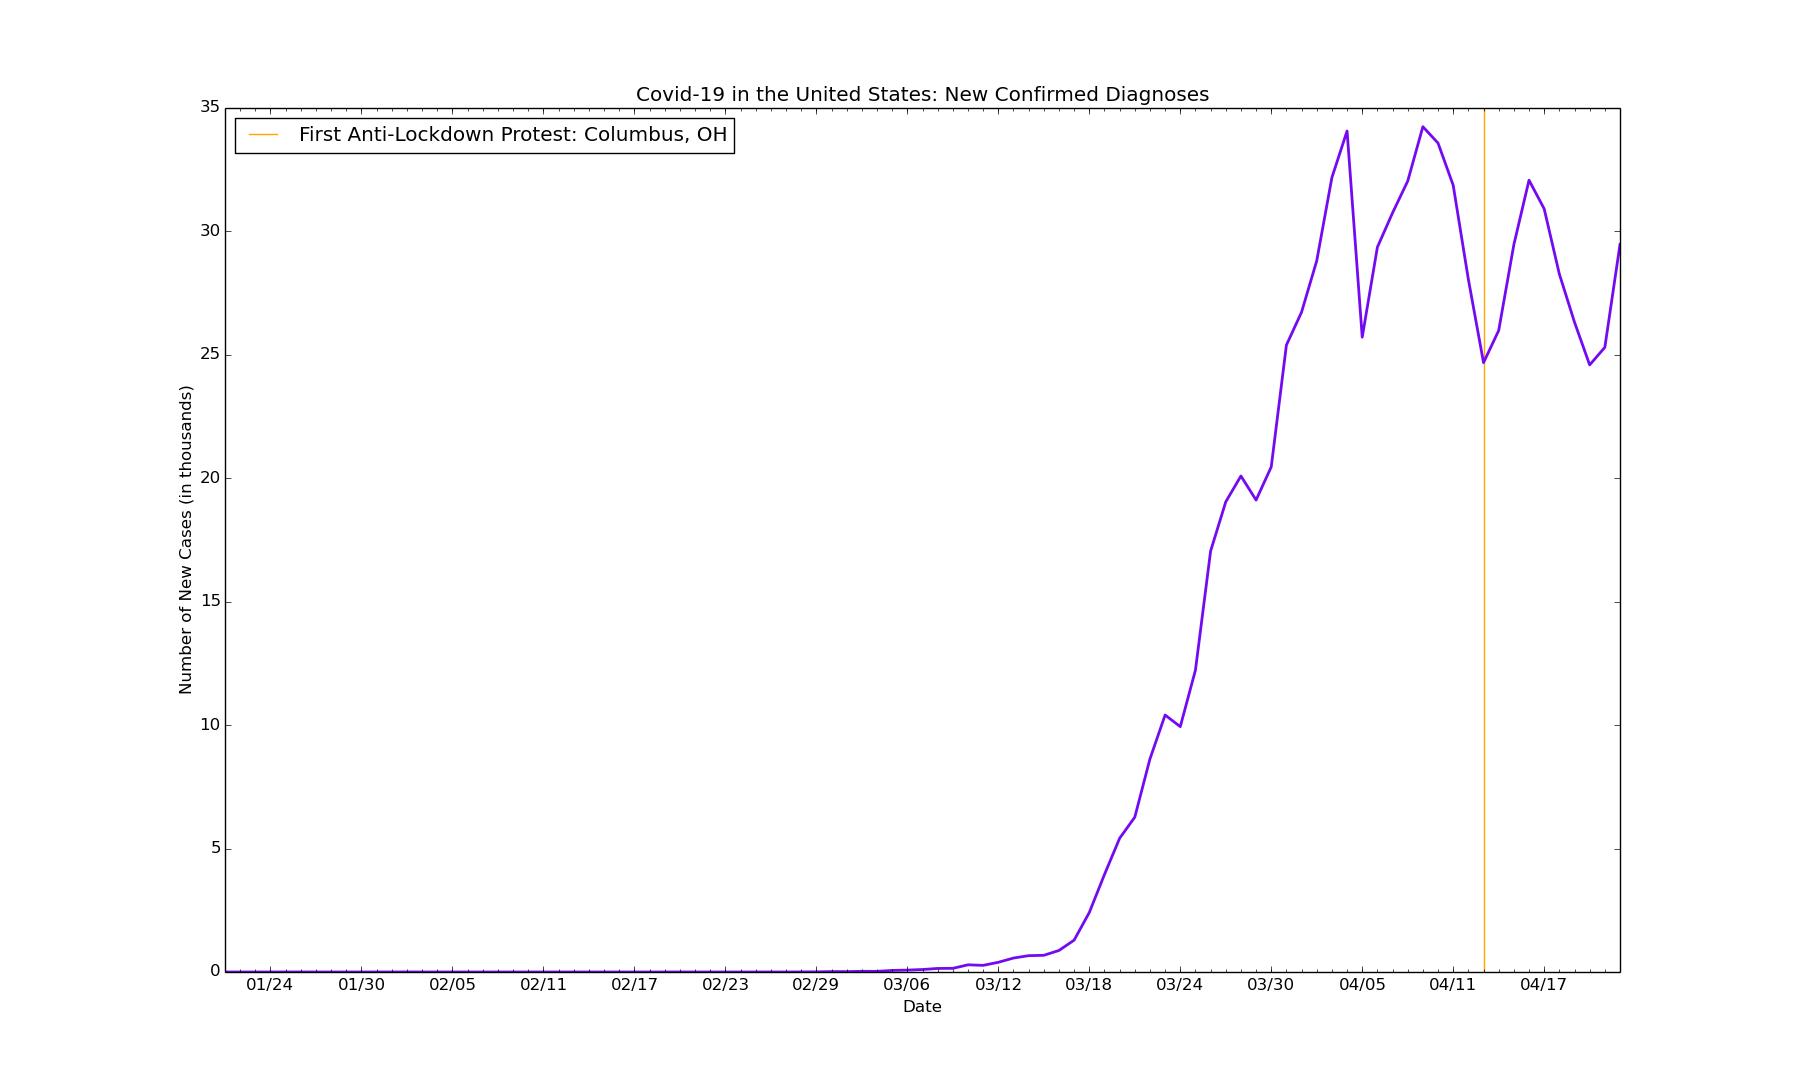 Covid-19 in the United States: New Confirmed Diagnoses
First Anti-Lockdown Protest: Columbus, OH
Number of New Cases (in thousands)
35
30
25
20
15
10
5
0
01/24 01/30 02/05 02/11 02/17 02/23 02/29 03/06 03/12 03/18 03/24 03/30 04/05 04/11 04/17
Date